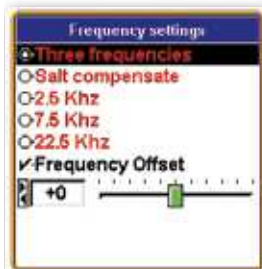 Frequency settings
Three frequencies
Salt compensate
2.5 Khz
7.5 Khz
22.5 Khz
Frequency Offset
+0